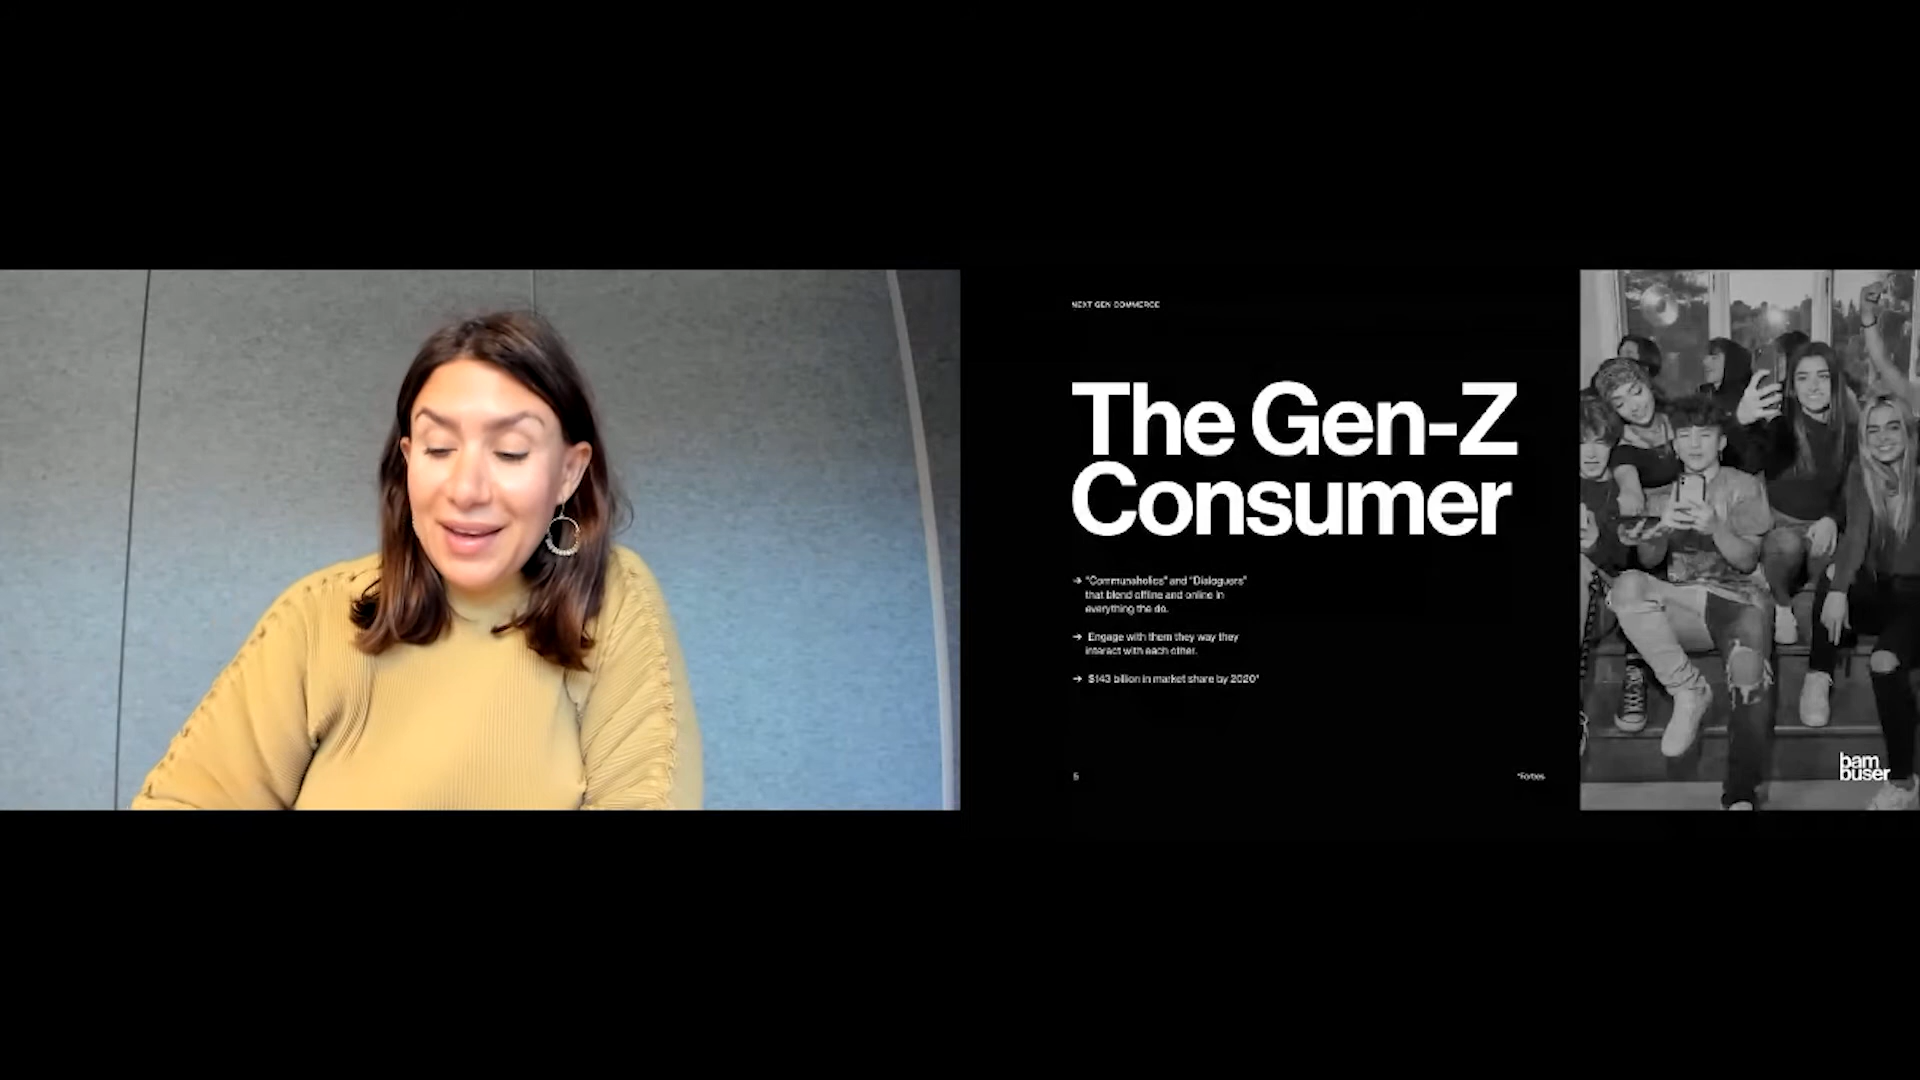 NEXT GEN COMMERCE
The Gen-Z
Consumer
→ "Communaholics" and "Dialoguers"
that blend offline and online in
everything the do.
→ Engage with them they way they
interact with each other.
→ $143 billion in market share by 2020*
5
*Forbes
bam
buser